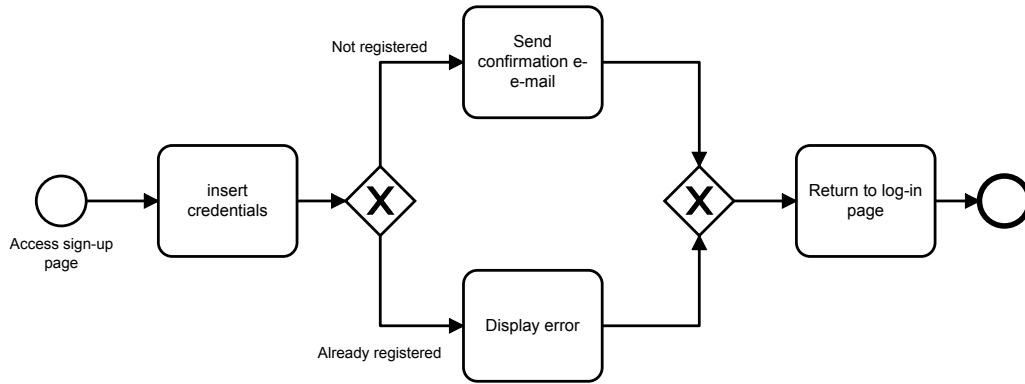 Not registered
Send
confirmation e-
e-mail
insert
credentials
X
X
Return to log-in
page
Access sign-up
page
Display error
Already registered